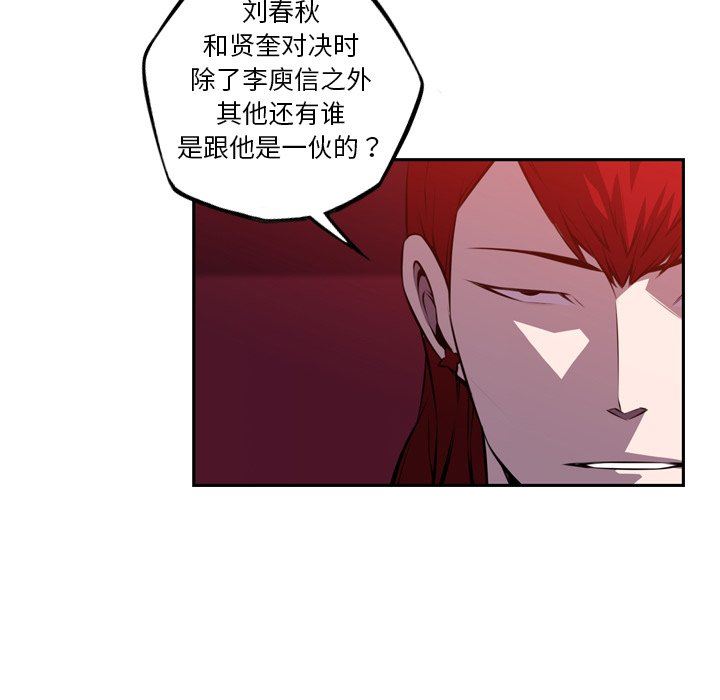 刘春秋
和贤奎对决时
除了李庾信之外
其他还有谁
是跟他是一伙的？